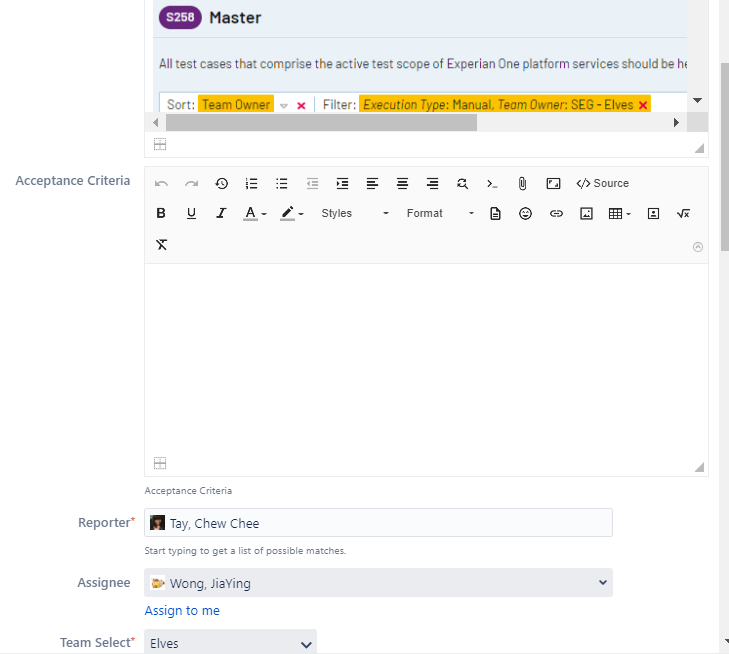 S258 Master
All test cases that comprise the active test scope of Experian One platform services should be he
Sort: Team Owner Filter: Execution Type: Manual, Team Owner: SEG - Elves
Acceptance Criteria
Source
B U I A Styles Format
Acceptance Criteria
Reporter* Tay, Chew Chee
Start typing to get a list of possible matches.
Assignee Wong, JiaYing
Assign to me
Team Select* Elves